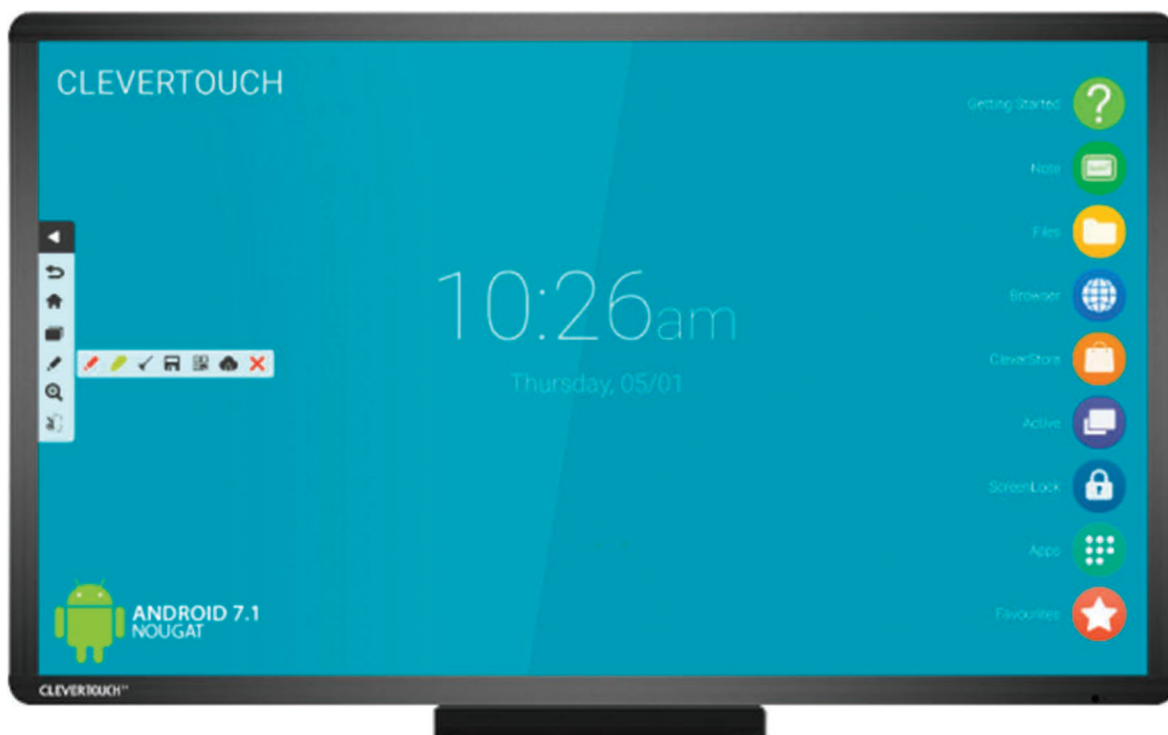 CLEVERTOUCH
Getting Started
Note
Files
Browser
10:26am
CleverStore
Thursday, 05/01
Active
ScreenLock
Apps
ANDROID 7.1
NOUGAT
Favourites
CLEVERTOUCH